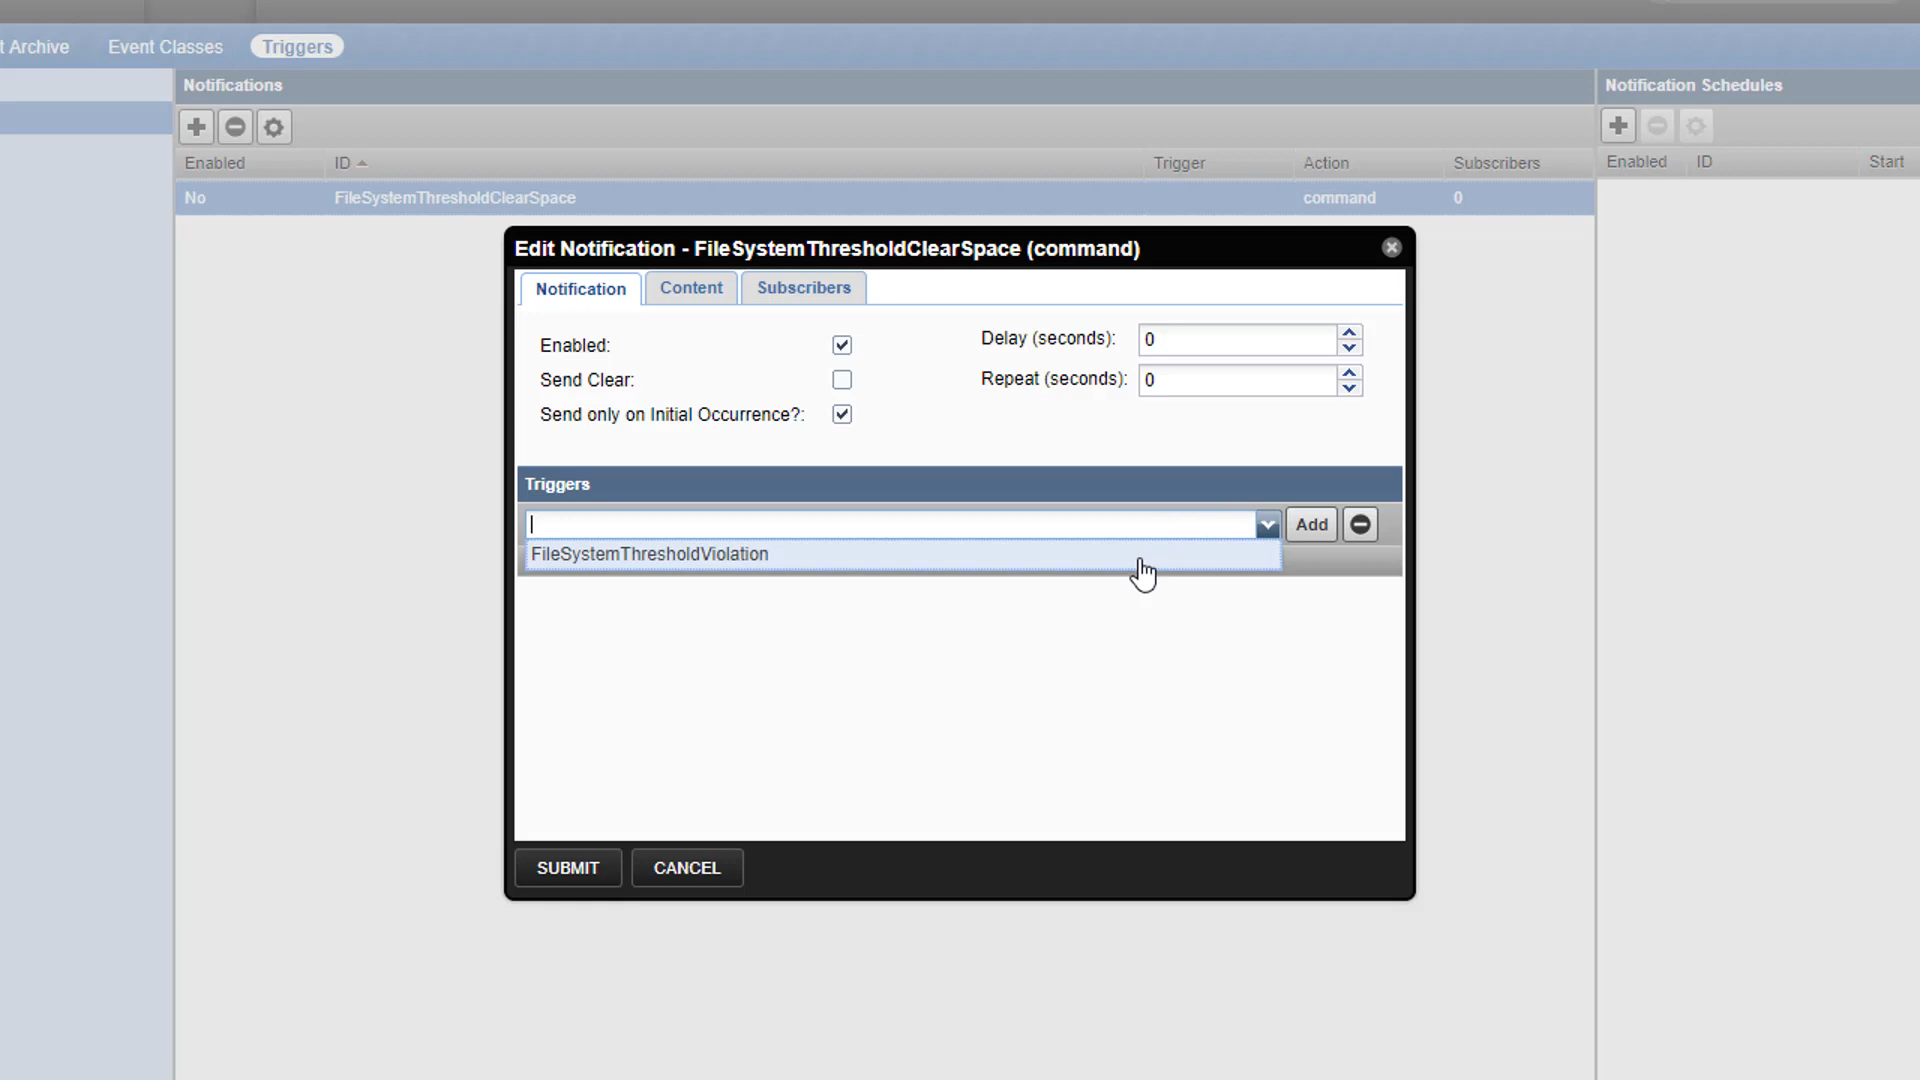 t Archive Event Classes Triggers
Notifications
Notification Schedules
Enabled ID Trigger Action Subscribers
Enabled ID Start
No FileSystemThresholdClearSpace command 0
Edit Notification - FileSystemThresholdClearSpace (command)
Notification Content Subscribers
Enabled:
Delay (seconds): 0
Send Clear:
Repeat (seconds): 0
Send only on Initial Occurrence?:
Triggers
Add
FileSystemThresholdViolation
SUBMIT CANCEL